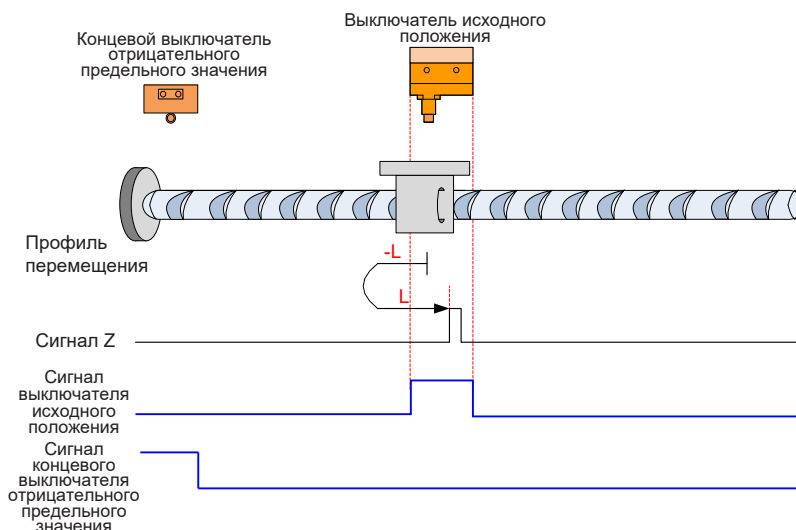 Концевой выключатель
отрицательного
предельного значения
Выключатель исходного
положения
Профиль
перемещения
-L
L
Сигнал Z
Сигнал
выключателя
исходного
положения
Сигнал
концевого
выключателя
отрицательного
предельного
значения